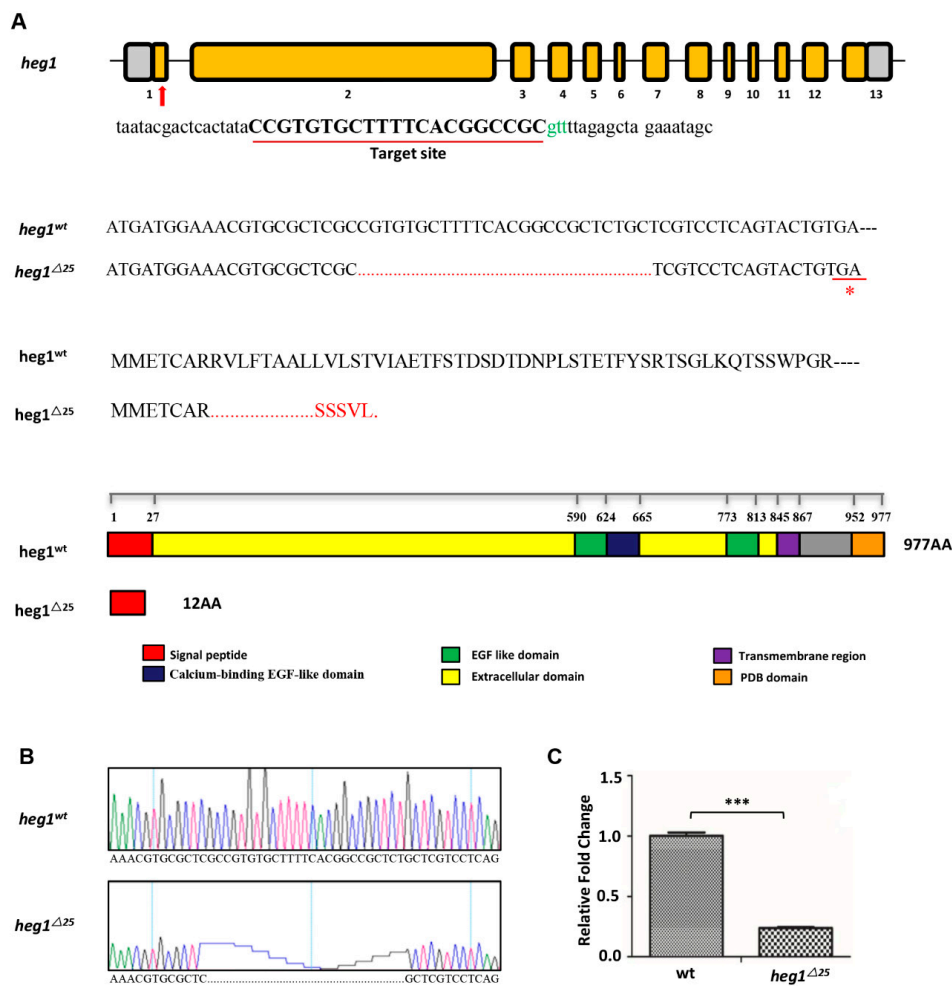 A
heg1
1 2 3 4 5 6 7 8 9 10 11 12 13
taatacgactcactataCCGTGTGCTTTTCACGGCCGCgttttagagcta gaaatagc
Target site
heg1wt ATGATGGAAACGTGCGCTCGCCGTGTGCTTTTCACGGCCGCTCTGCTCGTCCTCAGTACTGTGA---
heg1△25 ATGATGGAAACGTGCGCTCGC..............................................................TCGTCCTCAGTACTGTGA
*
heg1wt MMETCARRVLFTAALLVLSTVIAETFSTDSDTDNPLSTETFYSRTSGLKQTSSWPGR----
heg1△25 MMETCAR.....................SSSVL.
1 27 590 624 665 773 813 845 867 952 977
heg1wt 977AA
heg1△25 12AA
Signal peptide EGF like domain Transmembrane region
Calcium-binding EGF-like domain Extracellular domain PDB domain
B
heg1wt
AAACGTGCGCTCGCCGTGTGCTTTTCACGGCCGCTCTGCTCGTCCTCAG
heg1△25
AAACGTGCGCTC..................................................GCTCGTCCTCAG
C
Relative Fold Change
1.5
1.0
0.5
0.0
***
wt heg1△25